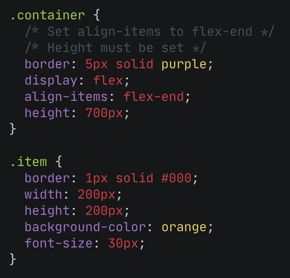 .container {
  /* Set align-items to flex-end */
  /* Height must be set */
  border: 5px solid purple;
  display: flex;
  align-items: flex-end;
  height: 700px;
}

.item {
  border: 1px solid #000;
  width: 200px;
  height: 200px;
  background-color: orange;
  font-size: 30px;
}